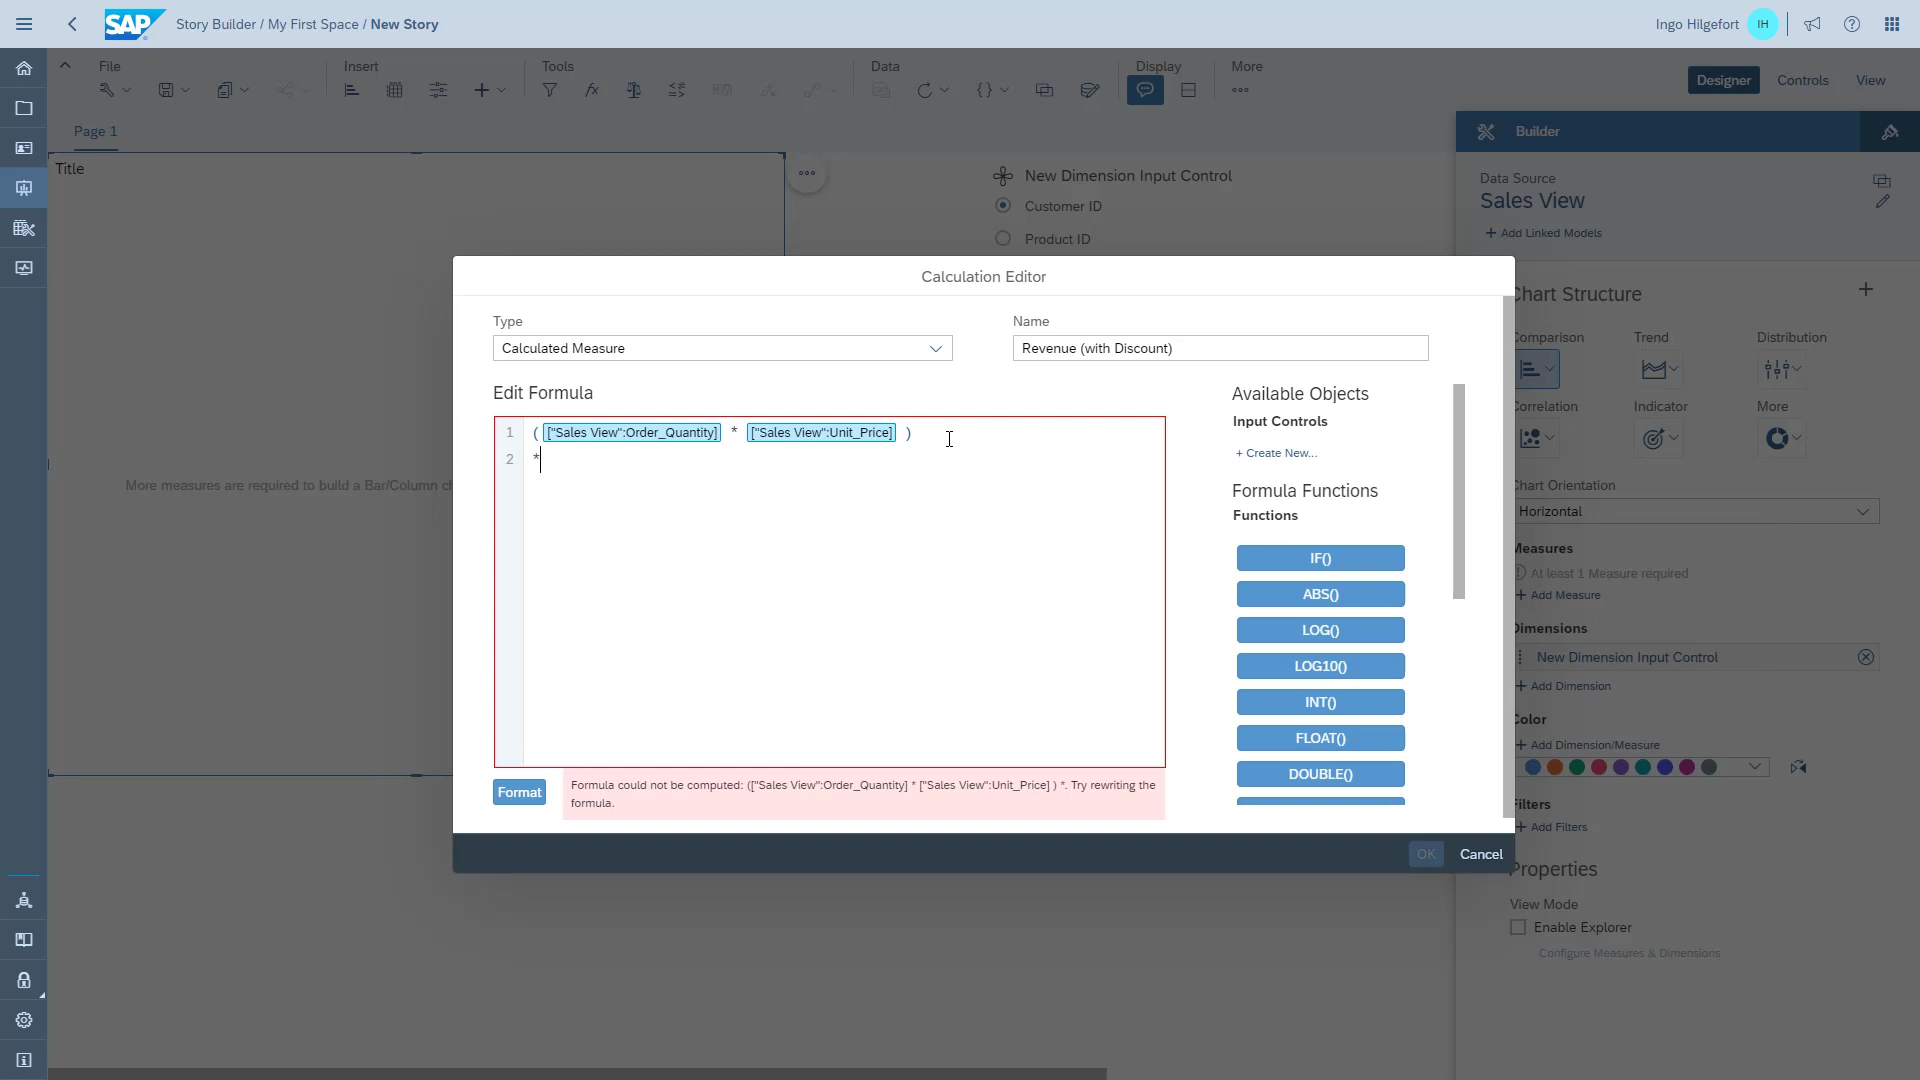 SAP
Story Builder / My First Space / New Story
Ingo Hilgefort
IH
File
Insert
Tools
Data
Display
More
Designer
Controls
View
Page 1
Title
New Dimension Input Control
Customer ID
Product ID
More measures are required to build a Bar/Column ch
Builder
Data Source
Sales View
+ Add Linked Models
Chart Structure
Comparison
Trend
Distribution
Correlation
Indicator
More
Chart Orientation
Horizontal
Measures
At least 1 Measure required
+ Add Measure
Dimensions
New Dimension Input Control
+ Add Dimension
Color
+ Add Dimension/Measure
Filters
+ Add Filters
Properties
View Mode
Enable Explorer
Configure Measures & Dimensions
Calculation Editor
Type
Calculated Measure
Name
Revenue (with Discount)
Edit Formula
1 ( ["Sales View":Order_Quantity] * ["Sales View":Unit_Price] )
2 *
Format
Formula could not be computed: (["Sales View":Order_Quantity] * ["Sales View":Unit_Price] ) *. Try rewriting the
formula.
Available Objects
Input Controls
+ Create New...
Formula Functions
Functions
IF()
ABS()
LOG()
LOG10()
INT()
FLOAT()
DOUBLE()
OK
Cancel